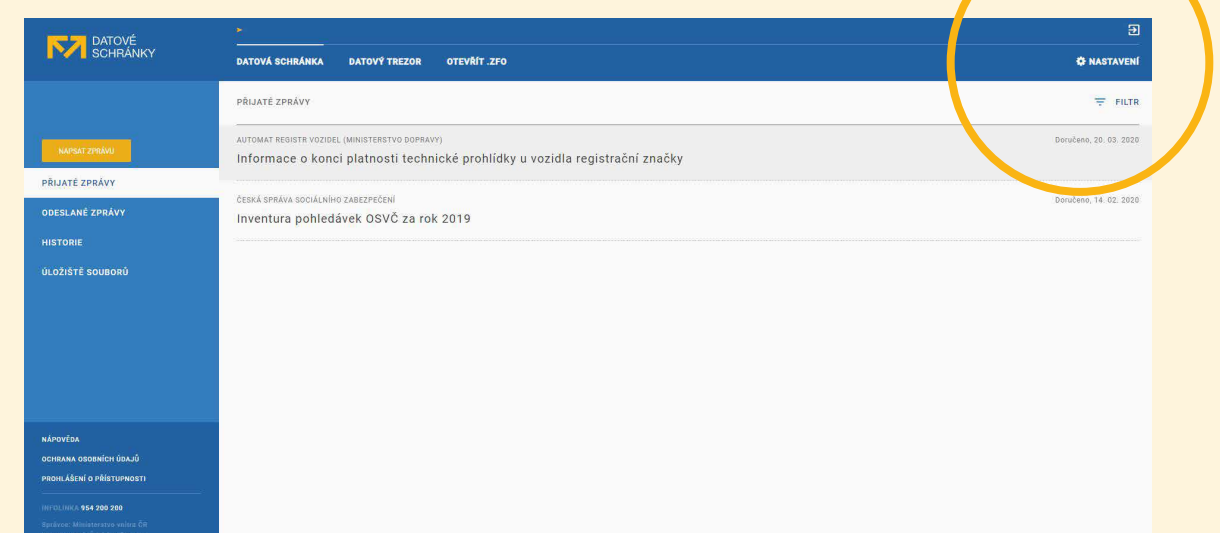 DATOVÉ
SCHRÁNKY
>
DATOVÁ SCHRÁNKA DATOVÝ TREZOR OTEVŘÍT .ZFO NASTAVENÍ
PŘIJATÉ ZPRÁVY FILTR
NAPSAT ZPRÁVU
AUTOMAT REGISTR VOZIDEL (MINISTERSTVO DOPRAVY) Doručeno, 20. 03. 2020
Informace o konci platnosti technické prohlídky u vozidla registrační značky
PŘIJATÉ ZPRÁVY
ČESKÁ SPRÁVA SOCIÁLNÍHO ZABEZPEČENÍ Doručeno, 14. 02. 2020
Inventura pohledávek OSVČ za rok 2019
ODESLANÉ ZPRÁVY
HISTORIE
ÚLOŽIŠTĚ SOUBORŮ
NÁPOVĚDA
OCHRANA OSOBNÍCH ÚDAJŮ
PROHLÁŠENÍ O PŘÍSTUPNOSTI
INFOLINKA 954 200 200
Správce: Ministerstvo vnitra ČR